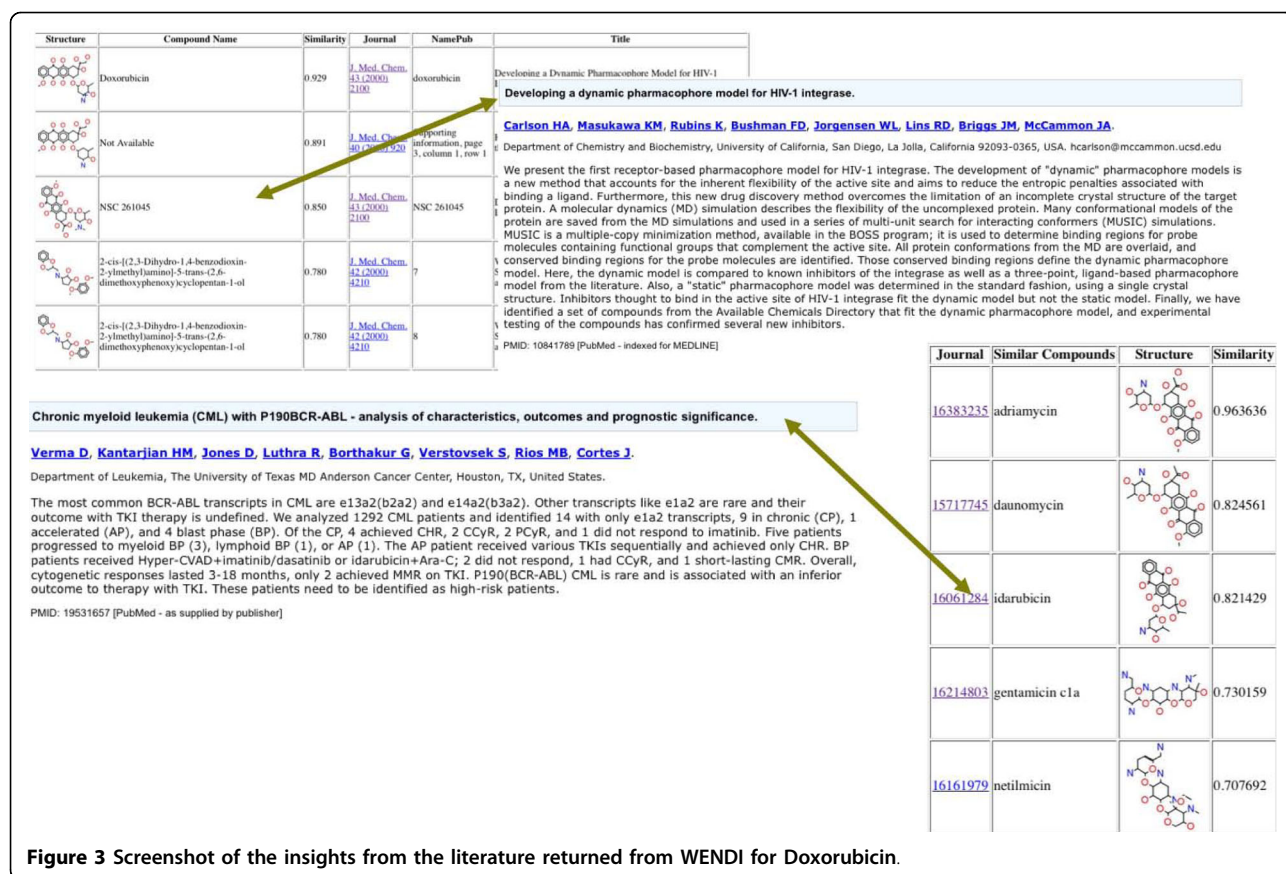 Structure Compound Name Similarity Journal NamePub Title
Doxorubicin 0.929 J. Med. Chem. 43 (2000) 2100 doxorubicin Developing a Dynamic Pharmacophore Model for HIV-1
Not Available 0.891 J. Med. Chem. 40 (2000) 920 Supporting information, page 3, column 1, row 1
NSC 261045 0.850 J. Med. Chem. 43 (2000) 2100 NSC 261045
2-cis-[(2,3-Dihydro-1,4-benzodioxin-
2-ylmethyl)amino]-5-trans-(2,6-
dimethoxyphenoxy)cyclopentan-1-ol
0.780 J. Med. Chem. 42 (2000) 4210 7
2-cis-[(2,3-Dihydro-1,4-benzodioxin-
2-ylmethyl)amino]-5-trans-(2,6-
dimethoxyphenoxy)cyclopentan-1-ol
0.780 J. Med. Chem. 42 (2000) 4210 8
Developing a dynamic pharmacophore model for HIV-1 integrase.
Carlson HA, Masukawa KM, Rubins K, Bushman FD, Jorgensen WL, Lins RD, Briggs JM, McCammon JA.
Department of Chemistry and Biochemistry, University of California, San Diego, La Jolla, California 92093-0365, USA. hcarlson@mccammon.ucsd.edu
We present the first receptor-based pharmacophore model for HIV-1 integrase. The development of "dynamic" pharmacophore models is
a new method that accounts for the inherent flexibility of the active site and aims to reduce the entropic penalties associated with
binding a ligand. Furthermore, this new drug discovery method overcomes the limitation of an incomplete crystal structure of the target
protein. A molecular dynamics (MD) simulation describes the flexibility of the uncomplexed protein. Many conformational models of the
protein are saved from the MD simulations and used in a series of multi-unit search for interacting conformers (MUSIC) simulations.
MUSIC is a multiple-copy minimization method, available in the BOSS program; it is used to determine binding regions for probe
molecules containing functional groups that complement the active site. All protein conformations from the MD are overlaid, and
conserved binding regions for the probe molecules are identified. Those conserved binding regions define the dynamic pharmacophore
model. Here, the dynamic model is compared to known inhibitors of the integrase as well as a three-point, ligand-based pharmacophore
model from the literature. Also, a "static" pharmacophore model was determined in the standard fashion, using a single crystal
structure. Inhibitors thought to bind in the active site of HIV-1 integrase fit the dynamic model but not the static model. Finally, we have
identified a set of compounds from the Available Chemicals Directory that fit the dynamic pharmacophore model, and experimental
testing of the compounds has confirmed several new inhibitors.
PMID: 10841789 [PubMed - indexed for MEDLINE]
Chronic myeloid leukemia (CML) with P190BCR-ABL - analysis of characteristics, outcomes and prognostic significance.
Verma D, Kantarjian HM, Jones D, Luthra R, Borthakur G, Verstovsek S, Rios MB, Cortes J.
Department of Leukemia, The University of Texas MD Anderson Cancer Center, Houston, TX, United States.
The most common BCR-ABL transcripts in CML are e13a2(b2a2) and e14a2(b3a2). Other transcripts like e1a2 are rare and their
outcome with TKI therapy is undefined. We analyzed 1292 CML patients and identified 14 with only e1a2 transcripts, 9 in chronic (CP), 1
accelerated (AP), and 4 blast phase (BP). Of the CP, 4 achieved CHR, 2 CCyR, 2 PCyR, and 1 did not respond to imatinib. Five patients
progressed to myeloid BP (3), lymphoid BP (1), or AP (1). The AP patient received various TKIs sequentially and achieved only CHR. BP
patients received Hyper-CVAD+imatinib/dasatinib or idarubicin+Ara-C; 2 did not respond, 1 had CCyR, and 1 short-lasting CMR. Overall,
cytogenetic responses lasted 3-18 months, only 2 achieved MMR on TKI. P190(BCR-ABL) CML is rare and is associated with an inferior
outcome to therapy with TKI. These patients need to be identified as high-risk patients.
PMID: 19531657 [PubMed - as supplied by publisher]
Journal Similar Compounds Structure Similarity
16383235 adriamycin 0.963636
15717745 daunomycin 0.824561
16061284 idarubicin 0.821429
16214803 gentamicin c1a 0.730159
16161979 netilmicin 0.707692
Figure 3 Screenshot of the insights from the literature returned from WENDI for Doxorubicin.